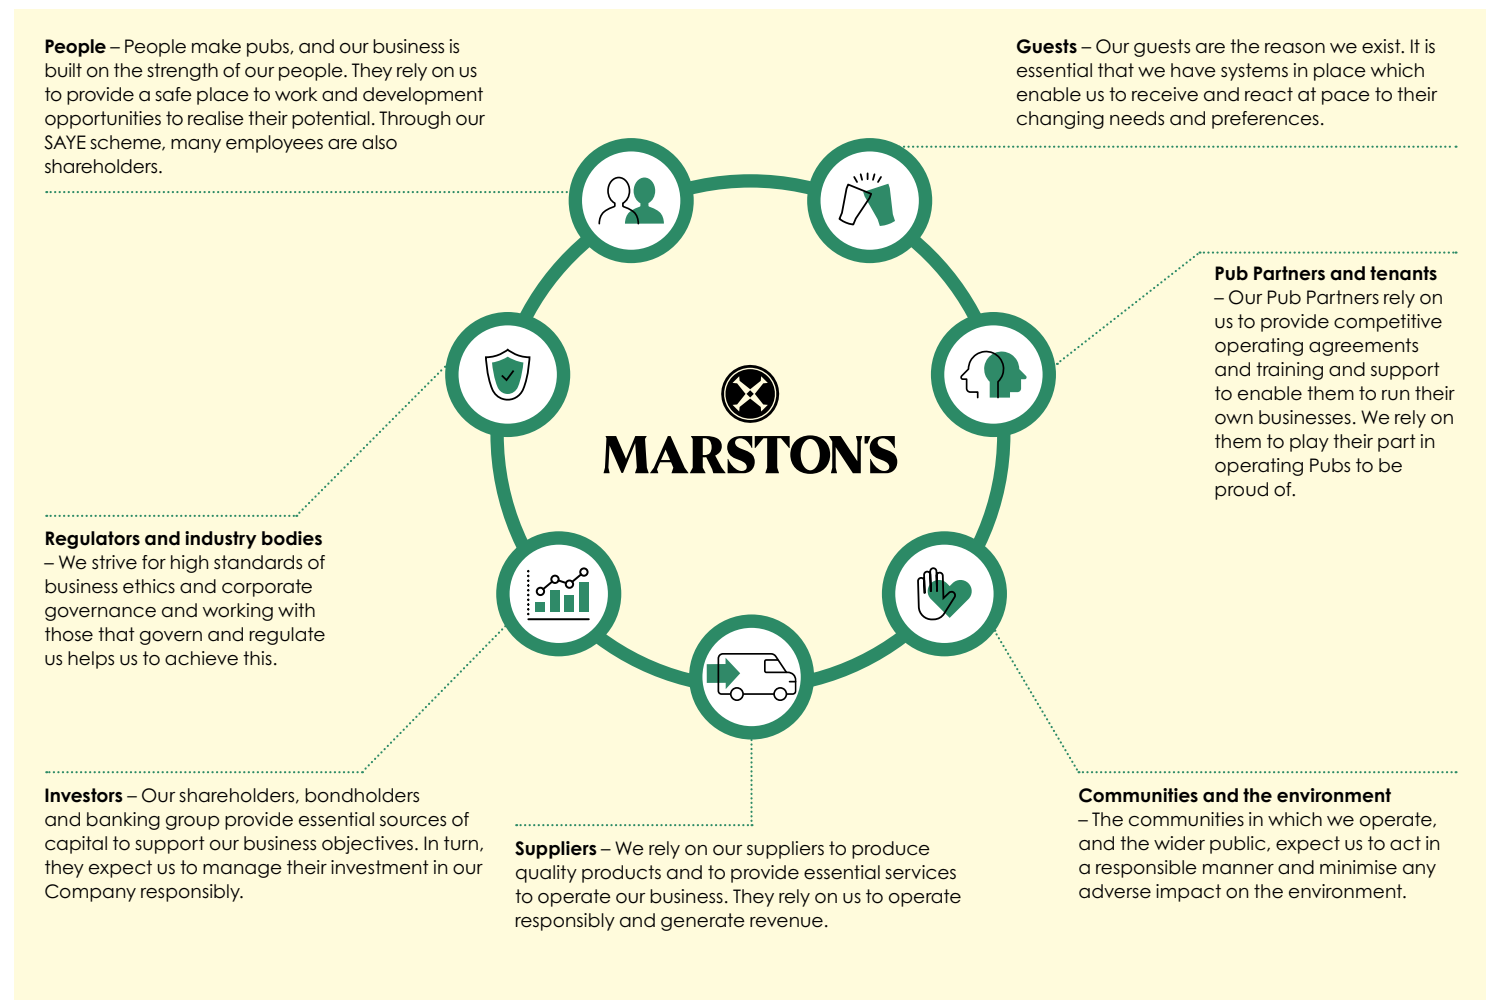 People – People make pubs, and our business is
built on the strength of our people. They rely on us
to provide a safe place to work and development
opportunities to realise their potential. Through our
SAYE scheme, many employees are also
shareholders.
Guests – Our guests are the reason we exist. It is
essential that we have systems in place which
enable us to receive and react at pace to their
changing needs and preferences.
Pub Partners and tenants
– Our Pub Partners rely on
us to provide competitive
operating agreements
and training and support
to enable them to run their
own businesses. We rely on
them to play their part in
operating Pubs to be
proud of.
MARSTON'S
Regulators and industry bodies
– We strive for high standards of
business ethics and corporate
governance and working with
those that govern and regulate
us helps us to achieve this.
Investors – Our shareholders, bondholders
and banking group provide essential sources of
capital to support our business objectives. In turn,
they expect us to manage their investment in our
Company responsibly.
Suppliers – We rely on our suppliers to produce
quality products and to provide essential services
to operate our business. They rely on us to operate
responsibly and generate revenue.
Communities and the environment
– The communities in which we operate,
and the wider public, expect us to act in
a responsible manner and minimise any
adverse impact on the environment.